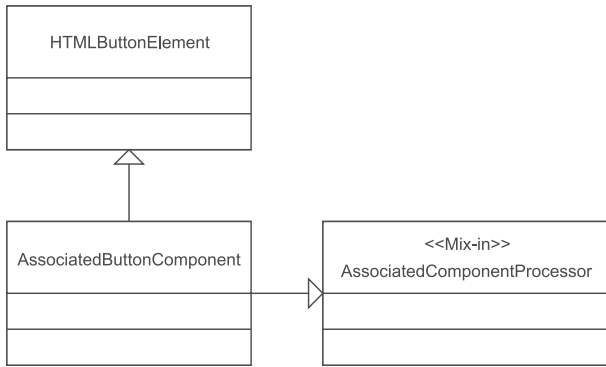 HTMLButtonElement
AssociatedButtonComponent
<<Mix-in>>
AssociatedComponentProcessor